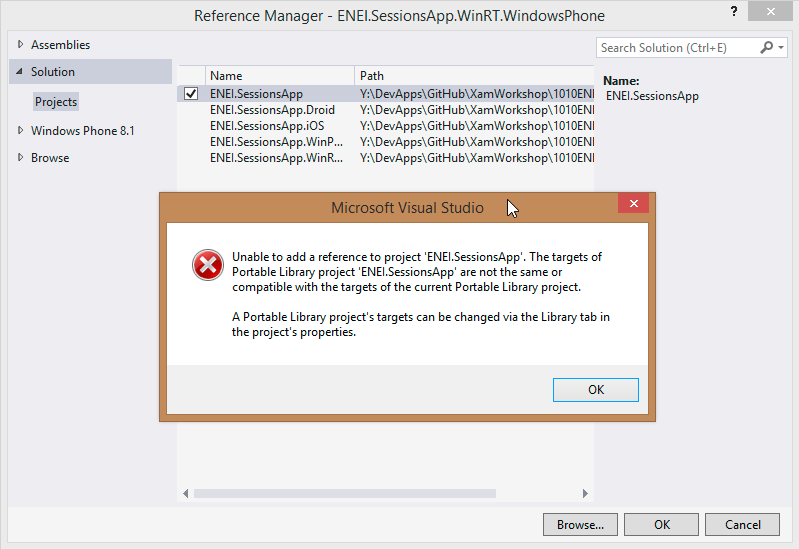 Reference Manager - ENEI.SessionsApp.WinRT.WindowsPhone
Assemblies
Solution
Projects
Windows Phone 8.1
Browse
Name Path
ENEI.SessionsApp Y:\DevApps\GitHub\XamWorkshop\1010ENI
ENEI.SessionsApp.Droid Y:\DevApps\GitHub\XamWorkshop\1010ENI
ENEI.SessionsApp.iOS Y:\DevApps\GitHub\XamWorkshop\1010ENI
ENEI.SessionsApp.WinP... Y:\DevApps\GitHub\XamWorkshop\1010ENI
ENEI.SessionsApp.WinR... Y:\DevApps\GitHub\XamWorkshop\1010ENI
Search Solution (Ctrl+E)
Name:
ENEI.SessionsApp
Microsoft Visual Studio
Unable to add a reference to project 'ENEI.SessionsApp'. The targets of
Portable Library project 'ENEI.SessionsApp' are not the same or
compatible with the targets of the current Portable Library project.
A Portable Library project's targets can be changed via the Library tab in
the project's properties.
OK
Browse... OK Cancel